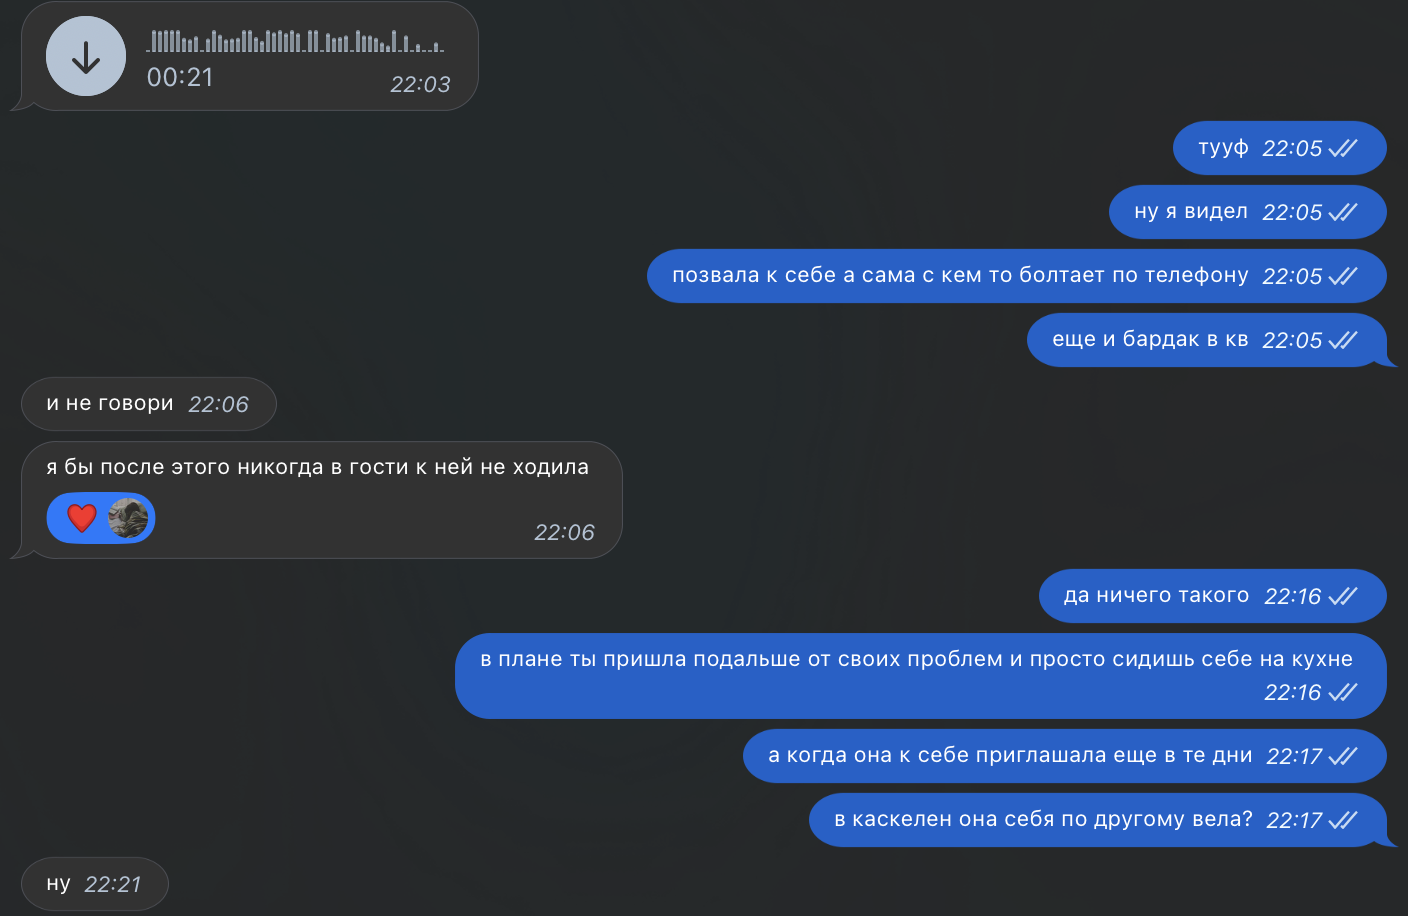 00:21 22:03
тууф 22:05
ну я видел 22:05
позвала к себе а сама с кем то болтает по телефону 22:05
еще и бардак в кв 22:05
и не говори 22:06
я бы после этого никогда в гости к ней не ходила
22:06
да ничего такого 22:16
в плане ты пришла подальше от своих проблем и просто сидишь себе на кухне
22:16
а когда она к себе приглашала еще в те дни 22:17
в каскелен она себя по другому вела? 22:17
ну 22:21